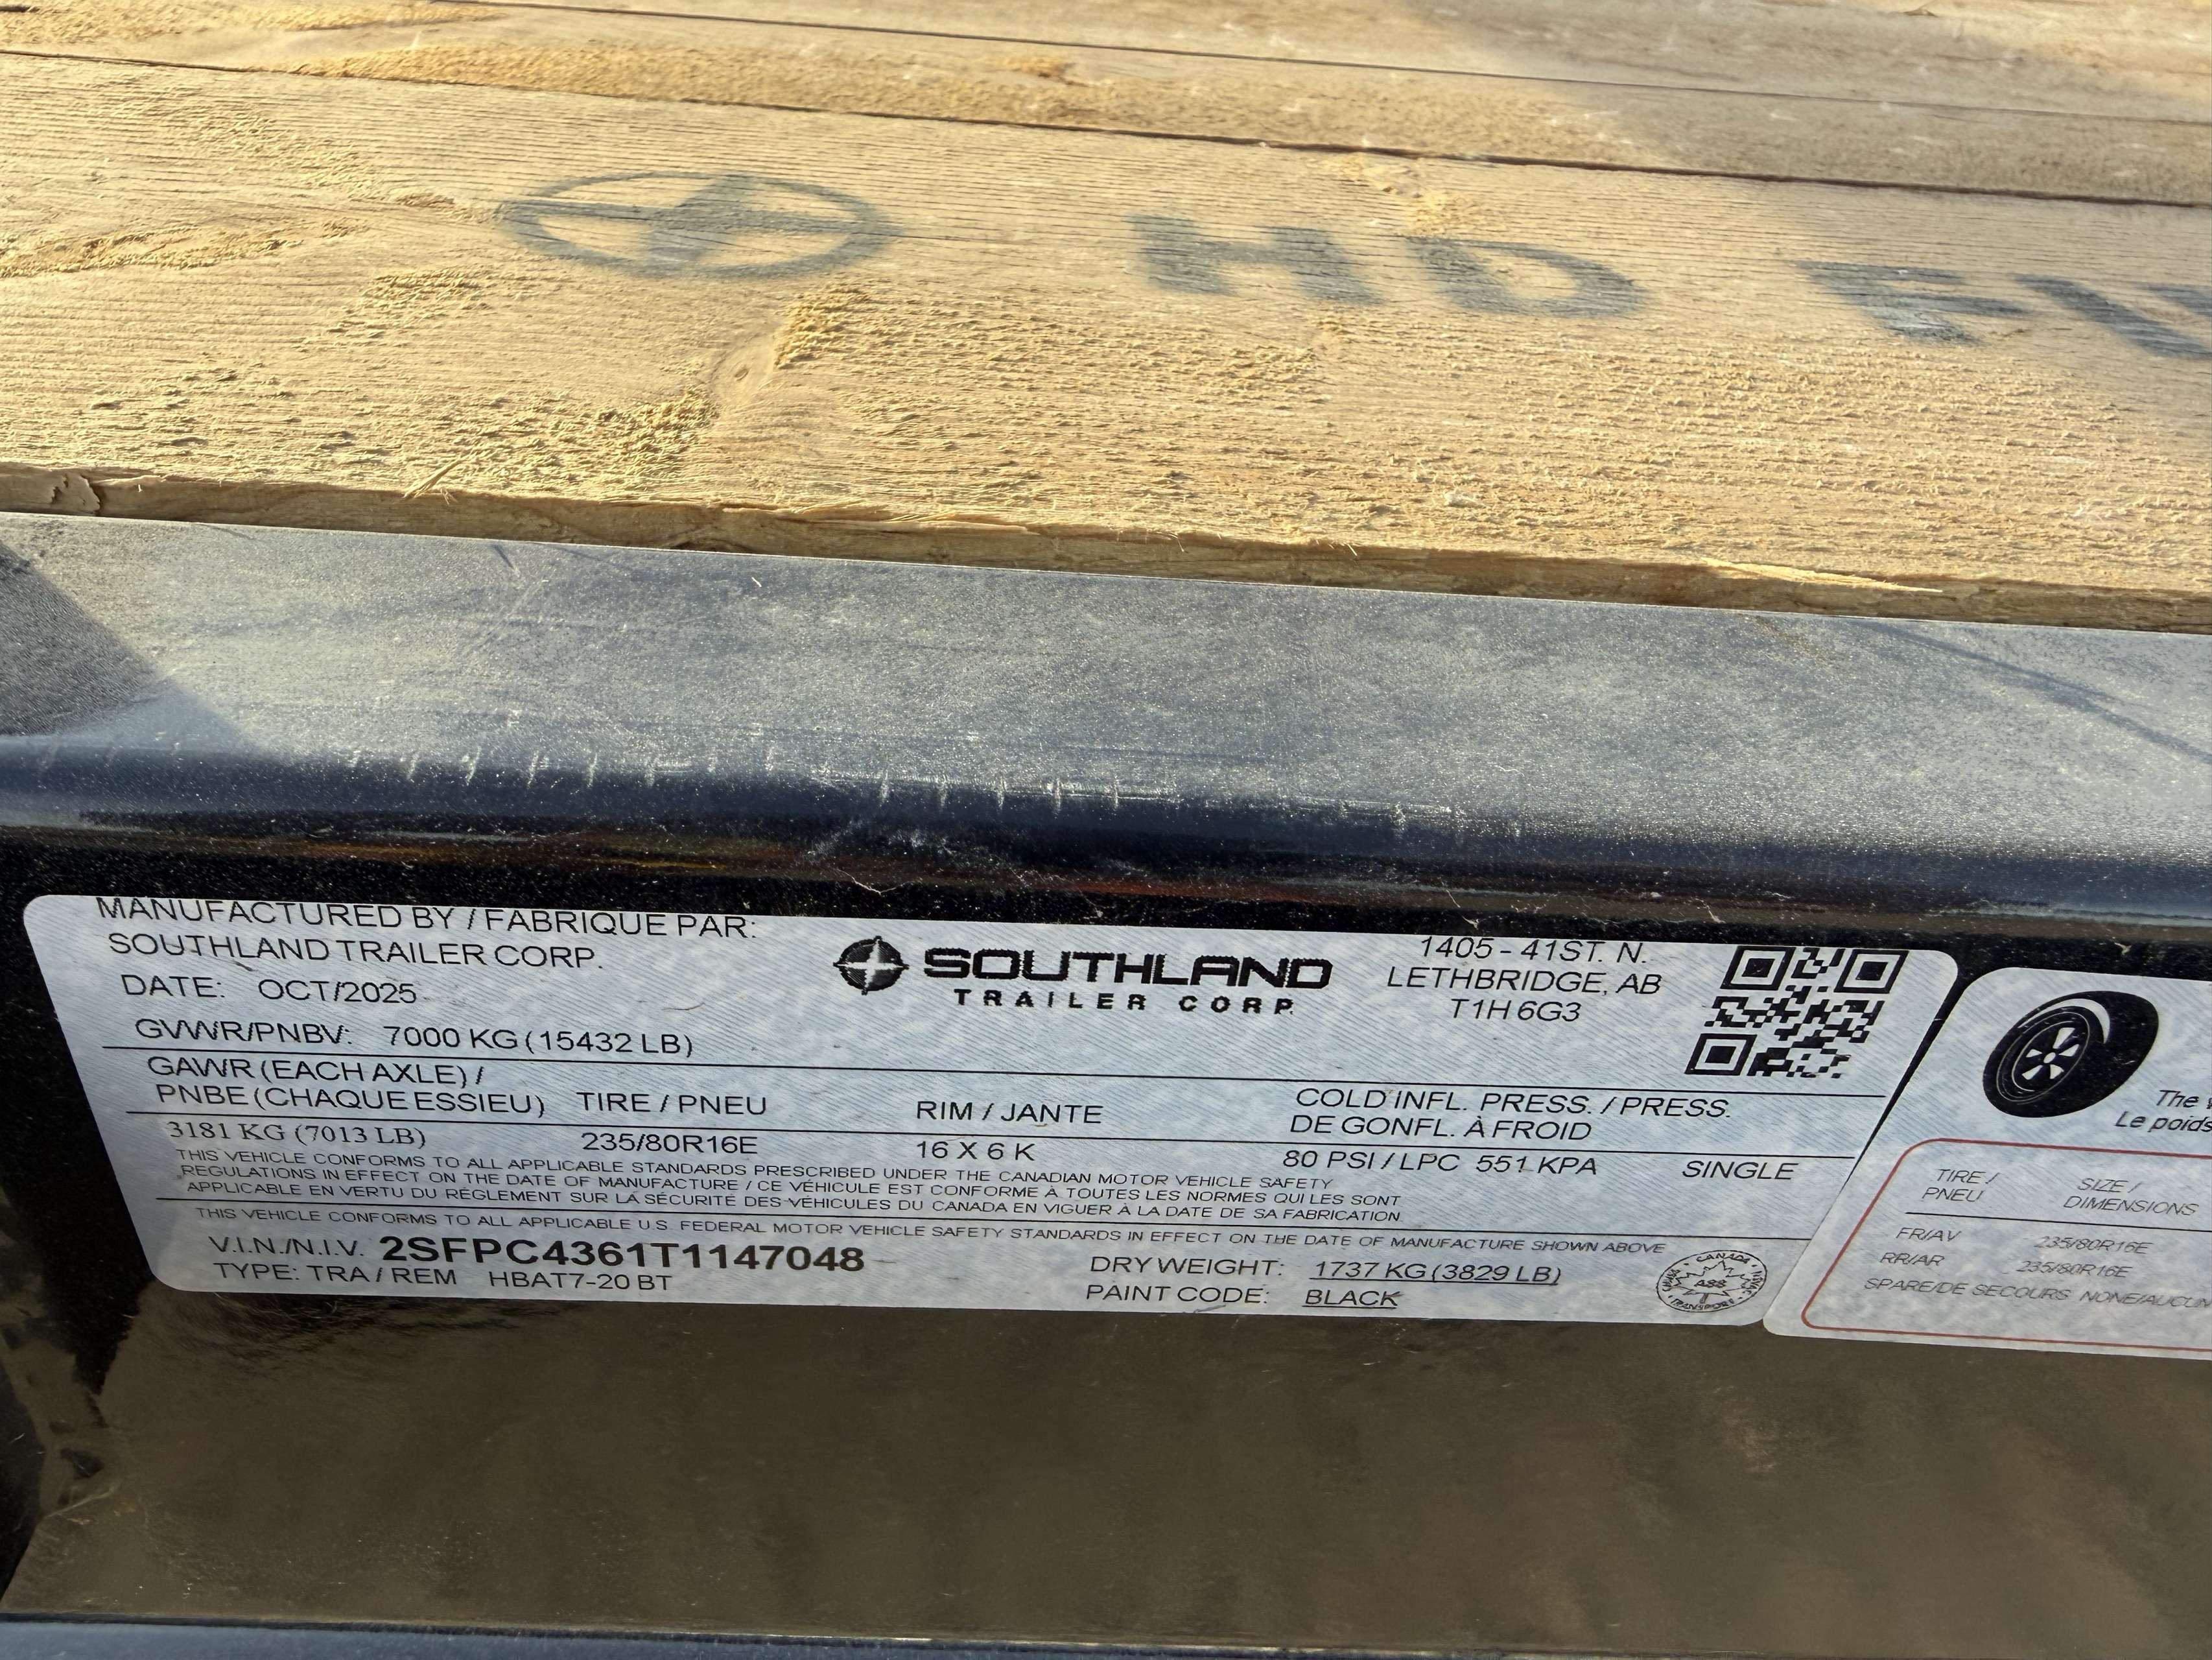 HD
MANUFACTURED BY / FABRIQUE PAR:
SOUTHLAND TRAILER CORP.
DATE: OCT/2025
GVWR/PNBV: 7000 KG (15432 LB)
SOUTHLAND
TRAILER CORP.
1405 - 41ST. N.
LETHBRIDGE, AB
T1H 6G3
GAWR (EACH AXLE) /
PNBE (CHAQUE ESSIEU) TIRE / PNEU RIM / JANTE COLD INFL. PRESS. / PRESS.
DE GONFL. À FROID
3181 KG (7013 LB) 235/80R16E 16 X 6 K 80 PSI / LPC 551 KPA SINGLE
THIS VEHICLE CONFORMS TO ALL APPLICABLE STANDARDS PRESCRIBED UNDER THE CANADIAN MOTOR VEHICLE SAFETY
REGULATIONS IN EFFECT ON THE DATE OF MANUFACTURE / CE VÉHICULE EST CONFORME À TOUTES LES NORMES QUI LES SONT
APPLICABLE EN VERTU DU RÉGLEMENT SUR LA SÉCURITÉ DES VÉHICULES DU CANADA EN VIGUER À LA DATE DE SA FABRICATION
THIS VEHICLE CONFORMS TO ALL APPLICABLE U.S. FEDERAL MOTOR VEHICLE SAFETY STANDARDS IN EFFECT ON THE DATE OF MANUFACTURE SHOWN ABOVE
V.I.N./N.I.V. 2SFPC4361T1147048
TYPE: TRA / REM HBAT7-20 BT
DRY WEIGHT: 1737 KG (3829 LB)
PAINT CODE: BLACK
CANADA
TRANSPORT
The
Le poids
TIRE /
PNEU
SIZE /
DIMENSIONS
FR/AV 235/80R16E
RR/AR 235/80R16E
SPARE/DE SECOURS NONE/AUCUN